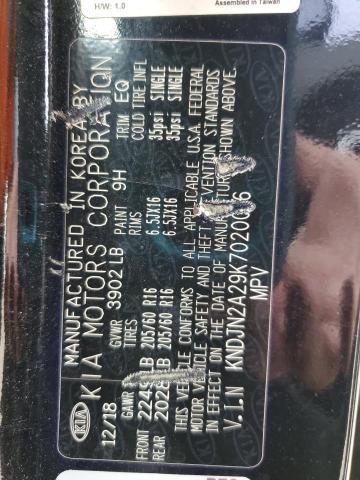 H/W: 1.0
Assembled in Taiwan
KIA
MANUFACTURED IN KOREA BY
KIA MOTORS CORPORATION
12/18 GVWR 3902 LB PAINT 9H TRIM EQ
GAWR TIRES RIMS COLD TIRE INFL
FRONT LB 205/60 R16 6.5JX16 35psi SINGLE
REAR LB 205/60 R16 6.5JX16 35psi SINGLE
THIS VEHICLE CONFORMS TO ALL APPLICABLE U.S.A. FEDERAL
MOTOR VEHICLE SAFETY AND THEFT STANDARDS
IN EFFECT ON THE DATE OF SHOWN ABOVE.
V.I.N
MPV